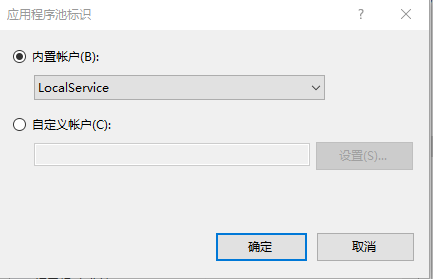 应用程序池标识
内置帐户(B):
LocalService
自定义帐户(C):
设置(S)...
确定
取消